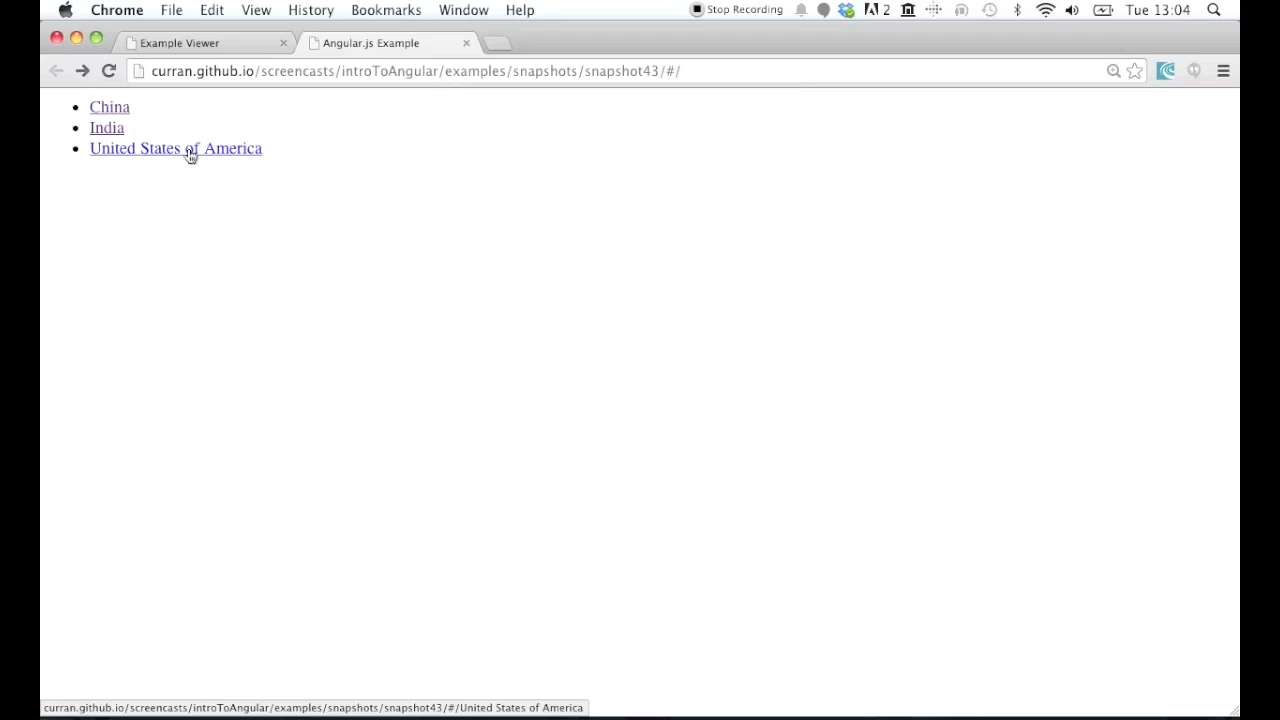 Chrome File Edit View History Bookmarks Window Help Stop Recording 2 Tue 13:04
Example Viewer Angular.js Example
curran.github.io/screencasts/introToAngular/examples/snapshots/snapshot43/#/
China
India
United States of America
curran.github.io/screencasts/introToAngular/examples/snapshots/snapshot43/#/United States of America